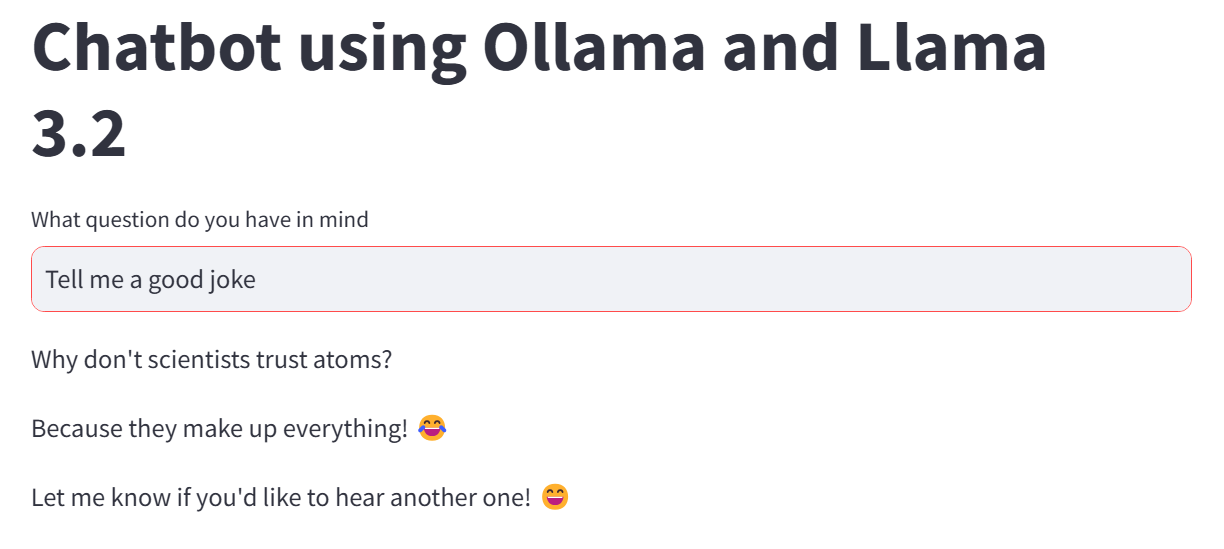 Chatbot using Ollama and Llama
3.2
What question do you have in mind
Tell me a good joke
Why don't scientists trust atoms?
Because they make up everything! 😂
Let me know if you'd like to hear another one! 😄